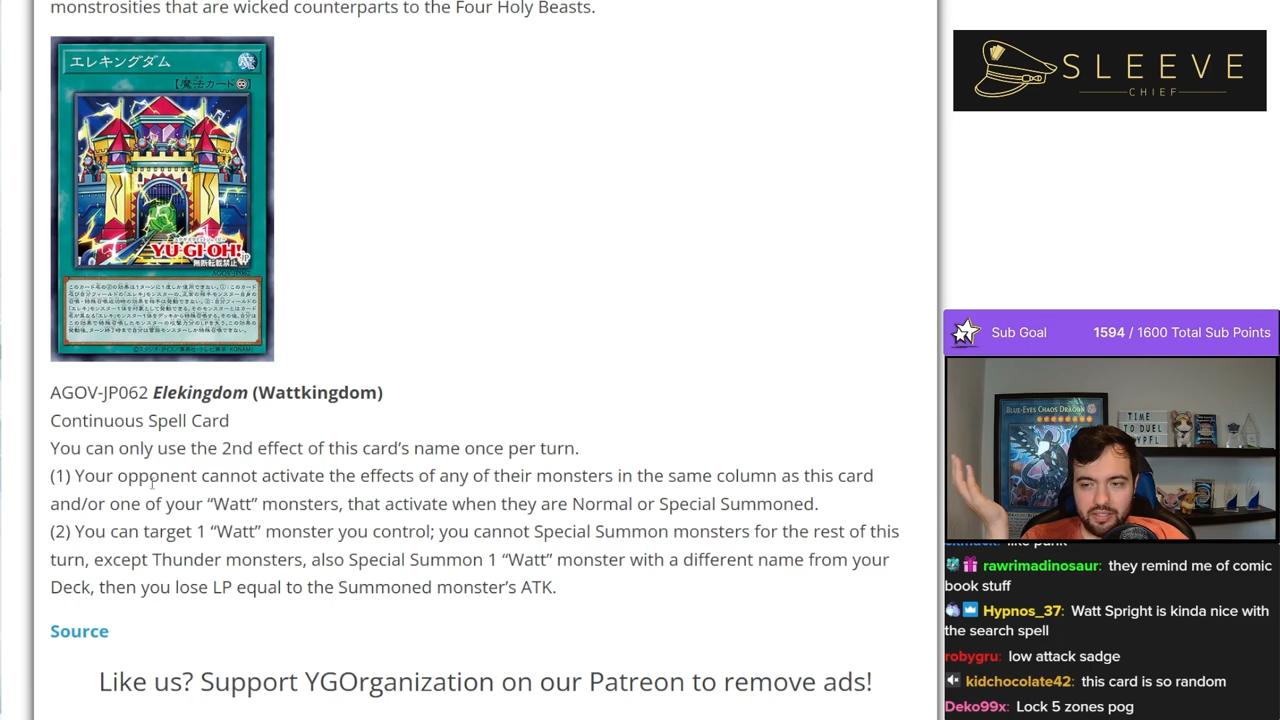 monstrosities that are wicked counterparts to the Four Holy Beasts.
エレキングダム
【魔法カード】
YU-GI-OH!
無断転載禁止
AGOV-JP062
AGOV-JP062 Elekingdom (Wattkingdom)
Continuous Spell Card
You can only use the 2nd effect of this card’s name once per turn.
(1) Your opponent cannot activate the effects of any of their monsters in the same column as this card
and/or one of your “Watt” monsters, that activate when they are Normal or Special Summoned.
(2) You can target 1 “Watt” monster you control; you cannot Special Summon monsters for the rest of this
turn, except Thunder monsters, also Special Summon 1 “Watt” monster with a different name from your
Deck, then you lose LP equal to the Summoned monster’s ATK.
Source
Like us? Support YGOrganization on our Patreon to remove ads!
SLEEVE
CHIEF
Sub Goal 1594 / 1600 Total Sub Points
BLUE-EYES CHAOS DRAGON
TIME
TO DUEL
rawrimadinosaur: they remind me of comic
book stuff
Hypnos_37: Watt Spright is kinda nice with
the search spell
robygru: low attack sadge
kidchocolate42: this card is so random
Deko99x: Lock 5 zones pog